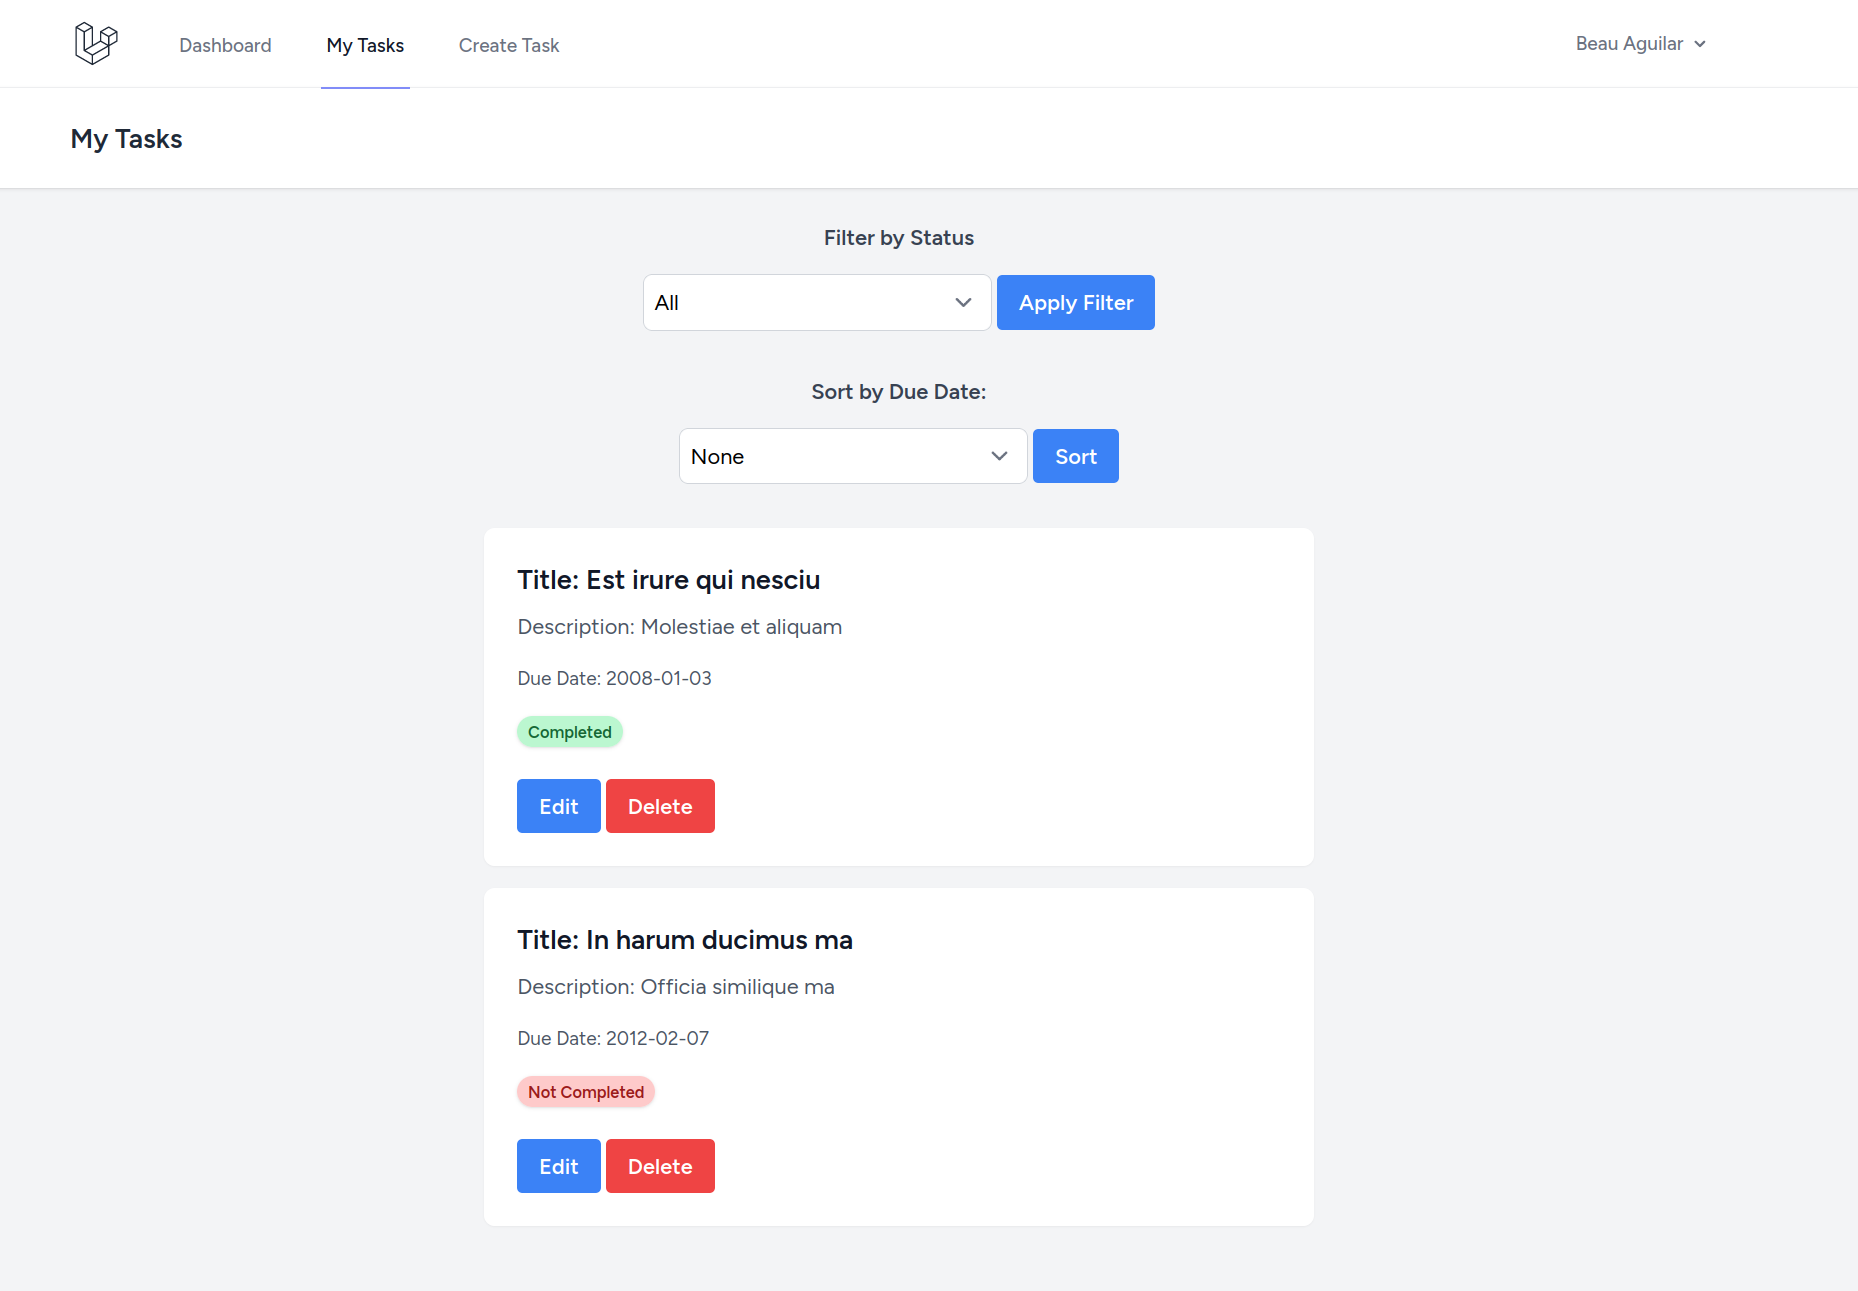 Dashboard My Tasks Create Task Beau Aguilar
My Tasks
Filter by Status
All Apply Filter
Sort by Due Date:
None Sort
Title: Est irure qui nesciu
Description: Molestiae et aliquam
Due Date: 2008-01-03
Completed
Edit Delete
Title: In harum ducimus ma
Description: Officia similique ma
Due Date: 2012-02-07
Not Completed
Edit Delete